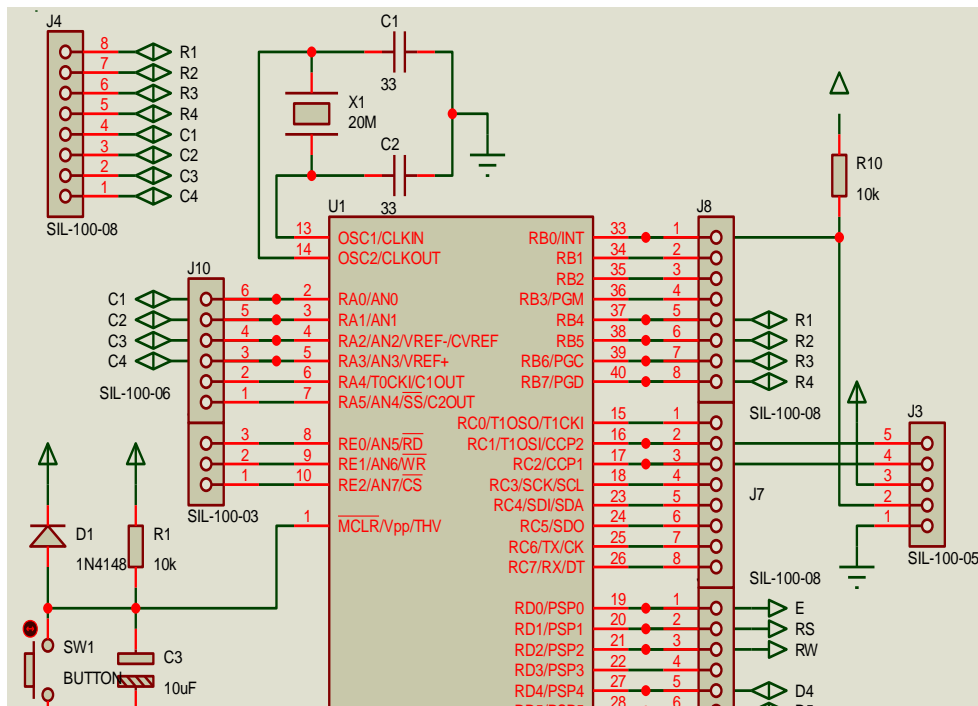 J4
8 R1
7 R2
6 R3
5 R4
4 C1
3 C2
2 C3
1 C4
SIL-100-08
C1
33
X1
20M
C2
33
R10
10k
U1
13 OSC1/CLKIN
14 OSC2/CLKOUT
J10
C1 6 2 RA0/AN0
C2 5 3 RA1/AN1
C3 4 4 RA2/AN2/VREF-/CVREF
C4 3 5 RA3/AN3/VREF+
2 6 RA4/T0CKI/C1OUT
1 7 RA5/AN4/SS/C2OUT
SIL-100-06
3 8 RE0/AN5/RD
2 9 RE1/AN6/WR
1 10 RE2/AN7/CS
SIL-100-03
1 MCLR/Vpp/THV
J8
RB0/INT 33 1
RB1 34 2
RB2 35 3
RB3/PGM 36 4
RB4 37 5 R1
RB5 38 6 R2
RB6/PGC 39 7 R3
RB7/PGD 40 8 R4
SIL-100-08
RC0/T1OSO/T1CKI 15 1
RC1/T1OSI/CCP2 16 2
RC2/CCP1 17 3
RC3/SCK/SCL 18 4
RC4/SDI/SDA 23 5
RC5/SDO 24 6
RC6/TX/CK 25 7
RC7/RX/DT 26 8
J7
SIL-100-08
J3
5
4
3
2
1
SIL-100-05
RD0/PSP0 19 1 E
RD1/PSP1 20 2 RS
RD2/PSP2 21 3 RW
RD3/PSP3 22 4
RD4/PSP4 27 5 D4
28 6
D1
1N4148
R1
10k
SW1
BUTTON
C3
10uF